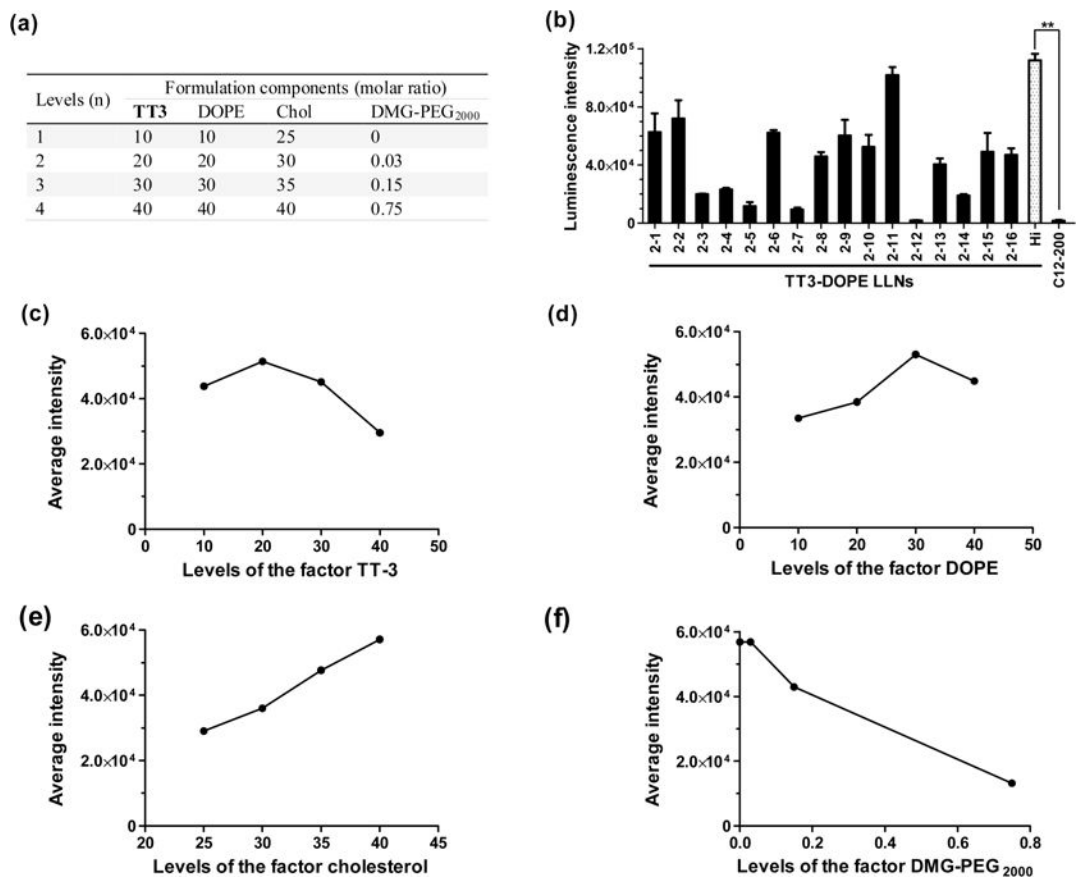 (a)
Levels (n) Formulation components (molar ratio)
TT3 DOPE Chol DMG-PEG2000
1 10 10 25 0
2 20 20 30 0.03
3 30 30 35 0.15
4 40 40 40 0.75
(b)
Luminescence intensity
1.2×10⁵
8.0×10⁴
4.0×10⁴
0
**
2-1 2-2 2-3 2-4 2-5 2-6 2-7 2-8 2-9 2-10 2-11 2-12 2-13 2-14 2-15 2-16 Hi C12-200
TT3-DOPE LLNs
(c)
Average intensity
6.0×10⁴
4.0×10⁴
2.0×10⁴
0
0 10 20 30 40 50
Levels of the factor TT-3
(d)
Average intensity
6.0×10⁴
4.0×10⁴
2.0×10⁴
0
0 10 20 30 40 50
Levels of the factor DOPE
(e)
Average intensity
6.0×10⁴
4.0×10⁴
2.0×10⁴
0
20 25 30 35 40 45
Levels of the factor cholesterol
(f)
Average intensity
6.0×10⁴
4.0×10⁴
2.0×10⁴
0
0.0 0.2 0.4 0.6 0.8
Levels of the factor DMG-PEG2000